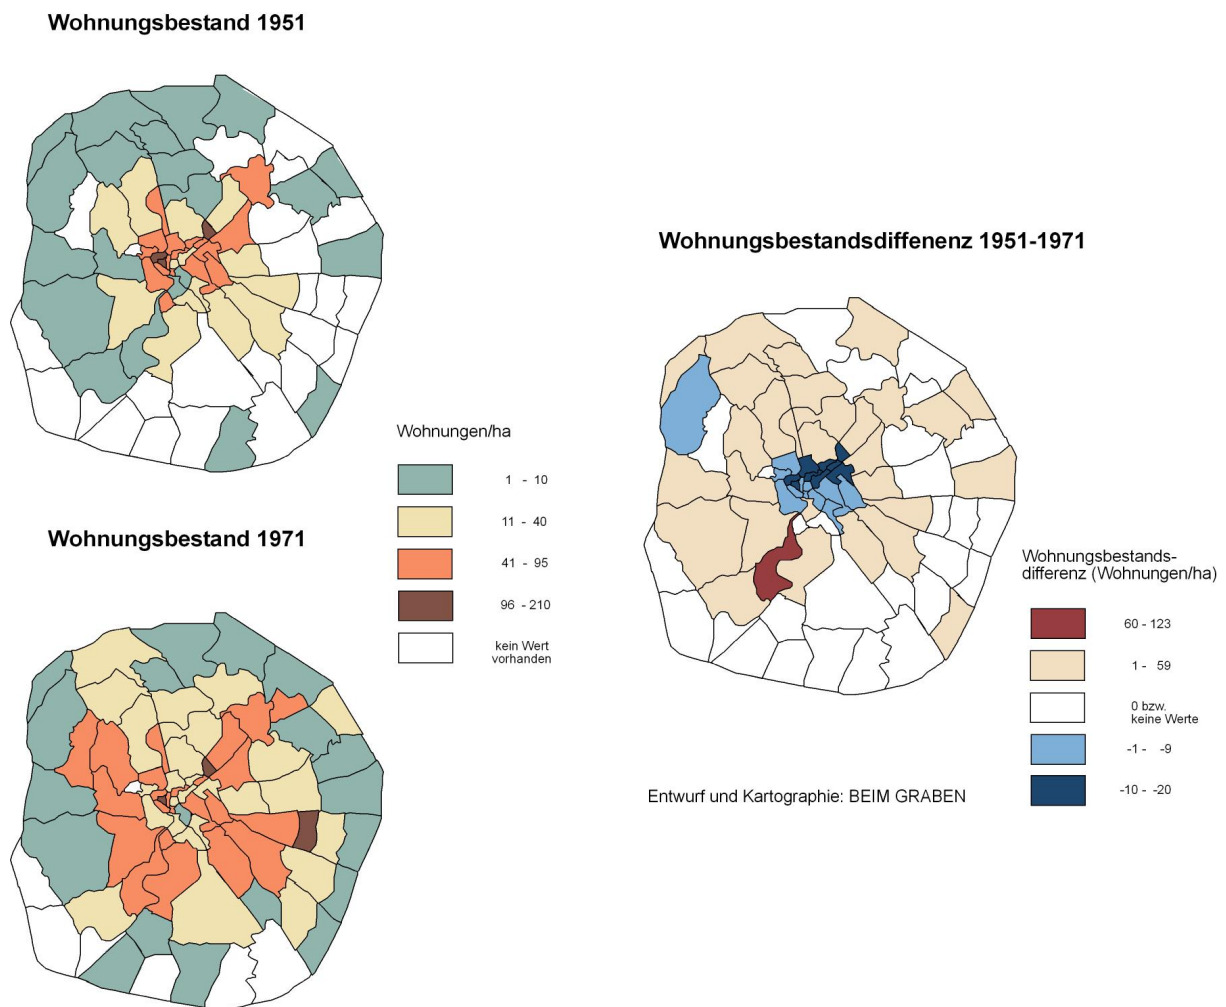 Wohnungsbestand 1951
Wohnungen/ha
1 - 10
11 - 40
41 - 95
96 - 210
kein Wert
vorhanden
Wohnungsbestand 1971
Wohnungsbestandsdiffenenz 1951-1971
Wohnungsbestands-
differenz (Wohnungen/ha)
60 - 123
1 - 59
0 bzw.
keine Werte
-1 - -9
-10 - -20
Entwurf und Kartographie: BEIM GRABEN